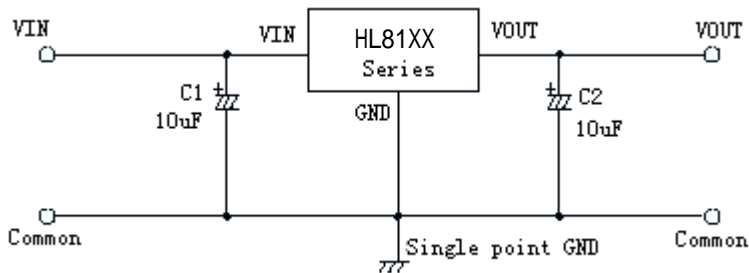 VIN
VIN
HL81XX
Series
VOUT
VOUT
C1 +
10uF
GND
+ C2
10uF
Common
Single point GND
Common